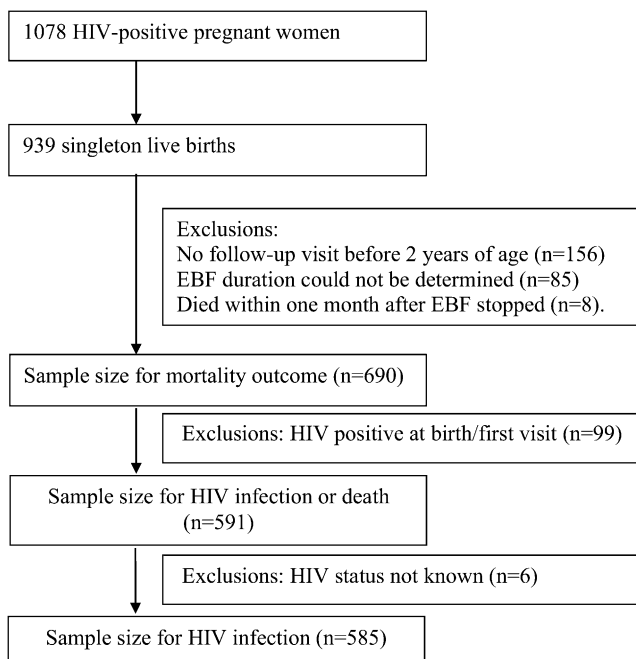 1078 HIV-positive pregnant women
939 singleton live births
Exclusions:
No follow-up visit before 2 years of age (n=156)
EBF duration could not be determined (n=85)
Died within one month after EBF stopped (n=8).
Sample size for mortality outcome (n=690)
Exclusions: HIV positive at birth/first visit (n=99)
Sample size for HIV infection or death
(n=591)
Exclusions: HIV status not known (n=6)
Sample size for HIV infection (n=585)